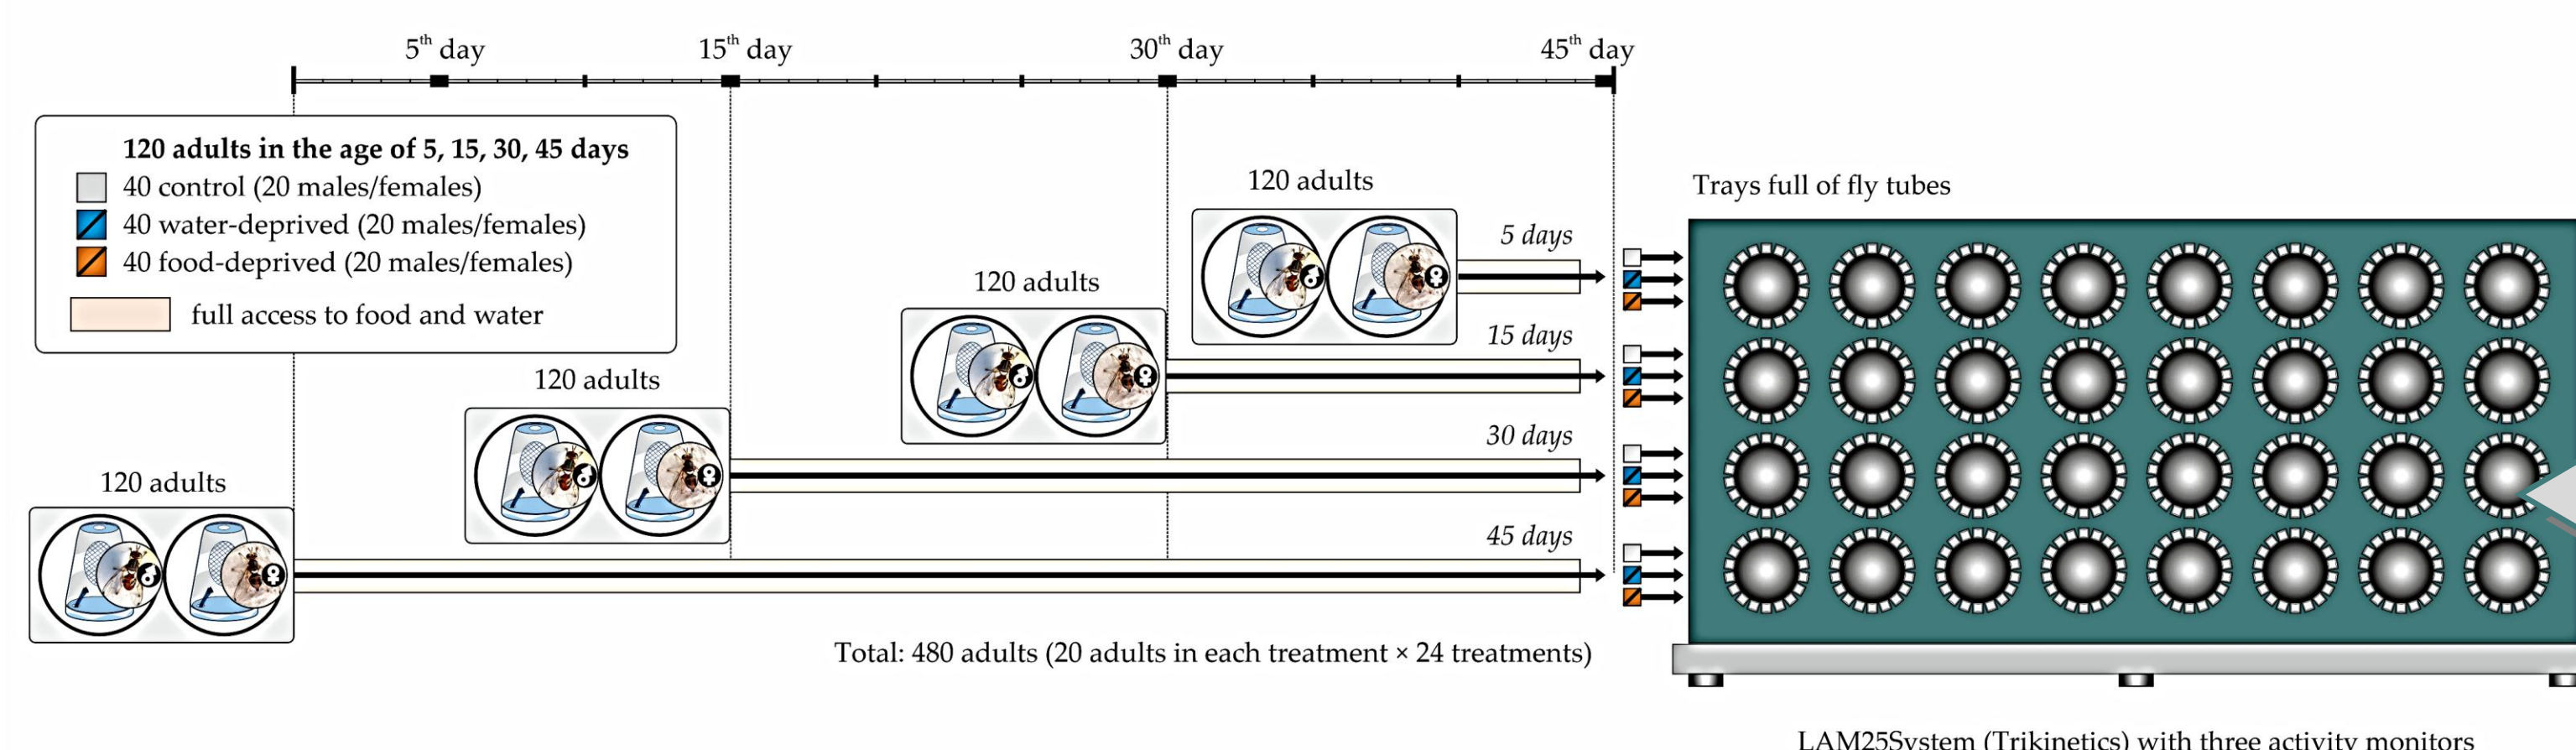 5th day
15th day
30th day
45th day
120 adults in the age of 5, 15, 30, 45 days
40 control (20 males/females)
40 water-deprived (20 males/females)
40 food-deprived (20 males/females)
full access to food and water
120 adults
5 days
Trays full of fly tubes
120 adults
15 days
120 adults
30 days
120 adults
45 days
Total: 480 adults (20 adults in each treatment × 24 treatments)
LAM25System (Trikinetics) with three activity monitors